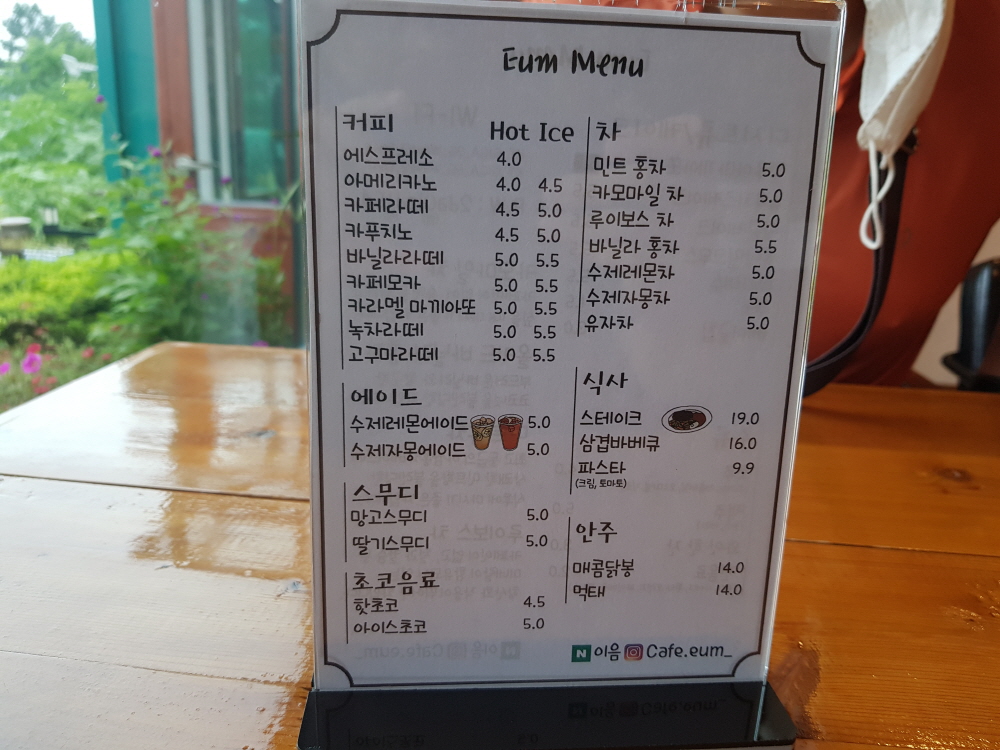 Eum Menu
커피 Hot Ice
에스프레소 4.0
아메리카노 4.0 4.5
카페라떼 4.5 5.0
카푸치노 4.5 5.0
바닐라라떼 5.0 5.5
카페모카 5.0 5.5
카라멜 마끼아또 5.0 5.5
녹차라떼 5.0 5.5
고구마라떼 5.0 5.5
에이드
수제레몬에이드 5.0
수제자몽에이드 5.0
스무디
망고스무디 5.0
딸기스무디 5.0
초코음료
핫초코 4.5
아이스초코 5.0
차
민트 홍차 5.0
카모마일 차 5.0
루이보스 차 5.0
바닐라 홍차 5.5
수제레몬차 5.0
수제자몽차 5.0
유자차 5.0
식사
스테이크 19.0
삼겹바베큐 16.0
파스타 9.9
(크림, 토마토)
안주
매콤닭봉 14.0
먹태 14.0
N 이음 Cafe.eum_